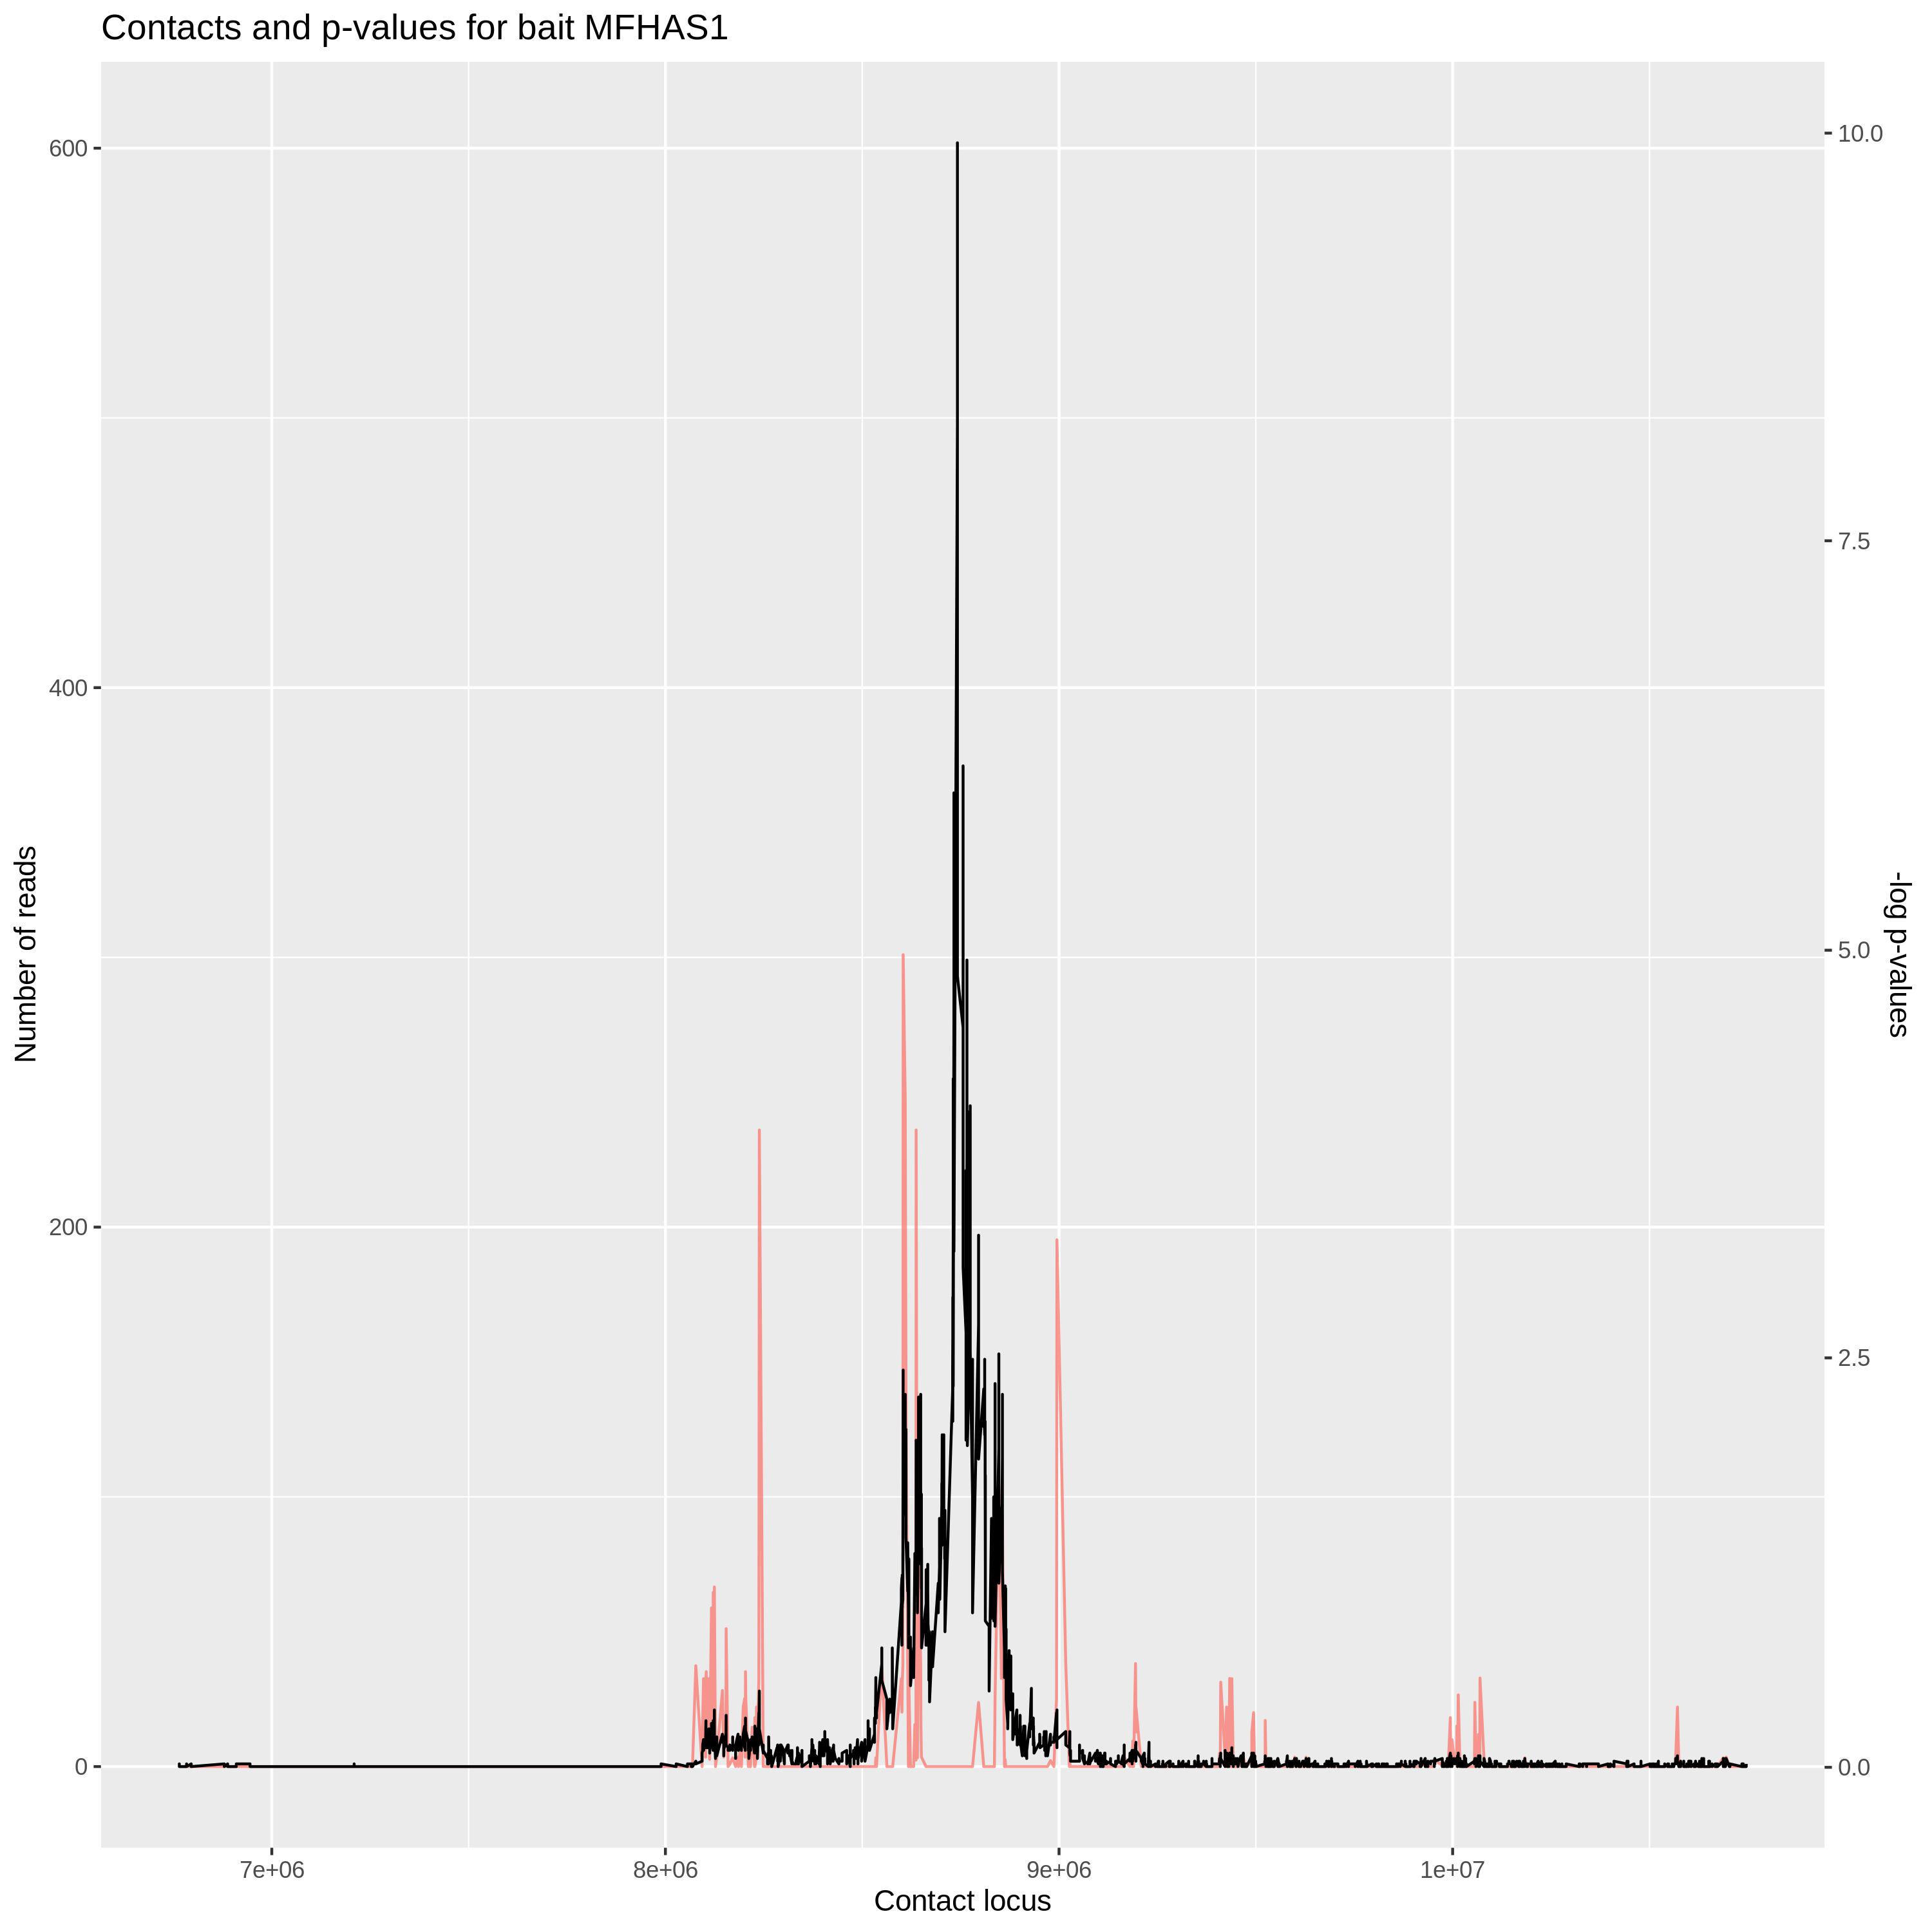 Contacts and p-values for bait MFHAS1
600
400
200
0
Number of reads
10.0
7.5
5.0
2.5
0.0
-log p-values
7e+06
8e+06
9e+06
1e+07
Contact locus